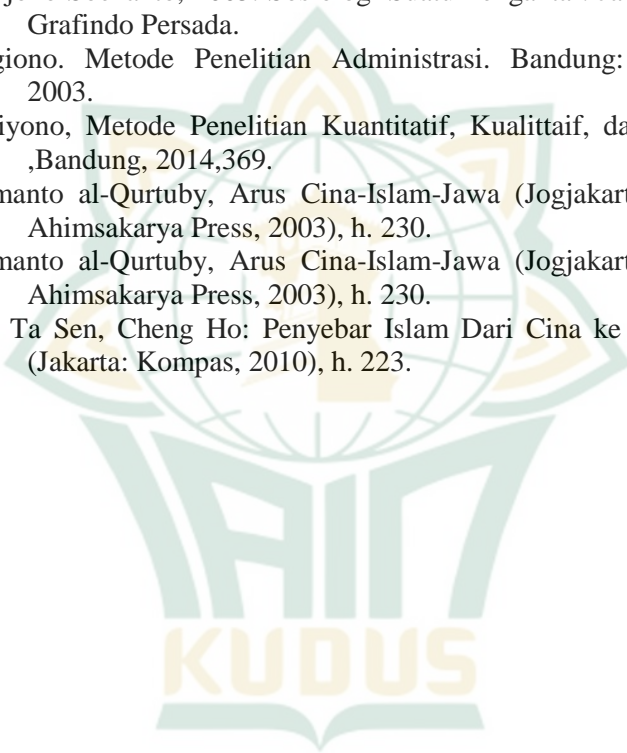 Grafindo Persada.
giono. Metode Penelitian Administrasi. Bandung:
2003.
iyono, Metode Penelitian Kuantitatif, Kualittaif, da
,Bandung, 2014,369.
manto al-Qurtuby, Arus Cina-Islam-Jawa (Jogjakart
Ahimsakarya Press, 2003), h. 230.
manto al-Qurtuby, Arus Cina-Islam-Jawa (Jogjakart
Ahimsakarya Press, 2003), h. 230.
Ta Sen, Cheng Ho: Penyebar Islam Dari Cina ke
(Jakarta: Kompas, 2010), h. 223.
IAIN
KUDUS